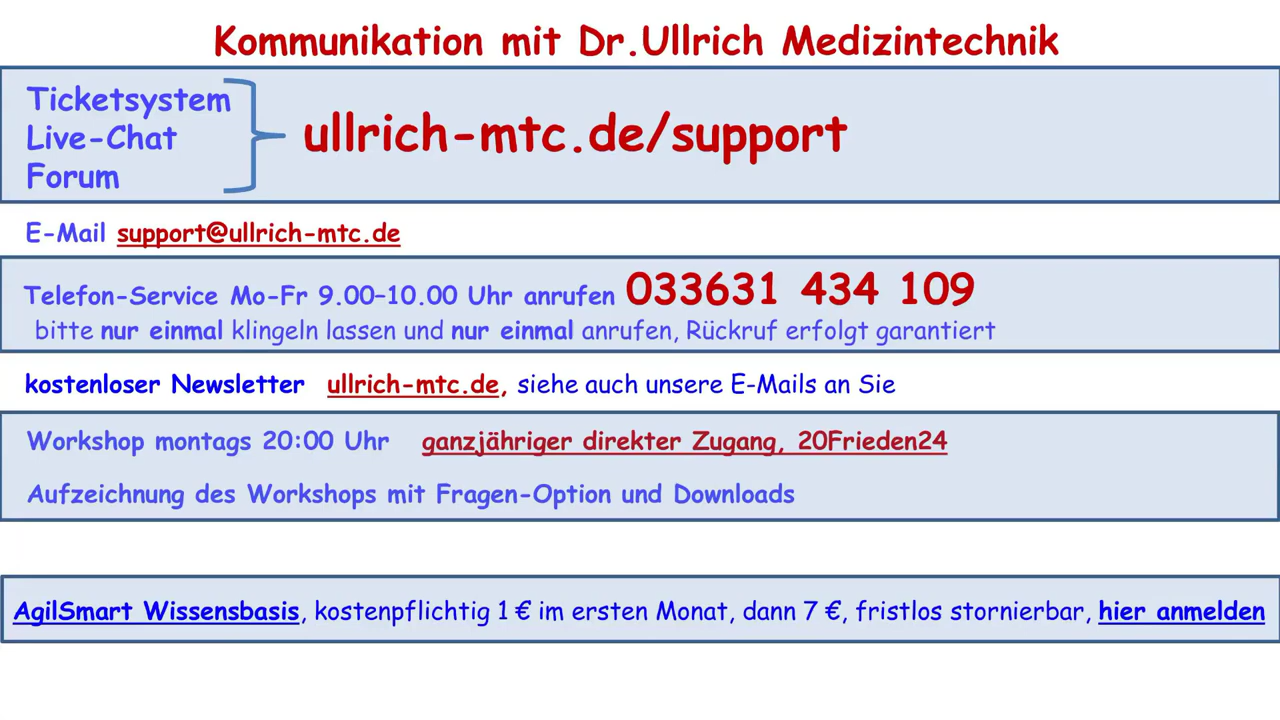 Kommunikation mit Dr.Ullrich Medizintechnik
Ticketsystem
Live-Chat
Forum
ullrich-mtc.de/support
E-Mail support@ullrich-mtc.de
Telefon-Service Mo-Fr 9.00–10.00 Uhr anrufen 033631 434 109
bitte nur einmal klingeln lassen und nur einmal anrufen, Rückruf erfolgt garantiert
kostenloser Newsletter ullrich-mtc.de, siehe auch unsere E-Mails an Sie
Workshop montags 20:00 Uhr ganzjähriger direkter Zugang, 20Frieden24
Aufzeichnung des Workshops mit Fragen-Option und Downloads
AgilSmart Wissensbasis, kostenpflichtig 1 € im ersten Monat, dann 7 €, fristlos stornierbar, hier anmelden